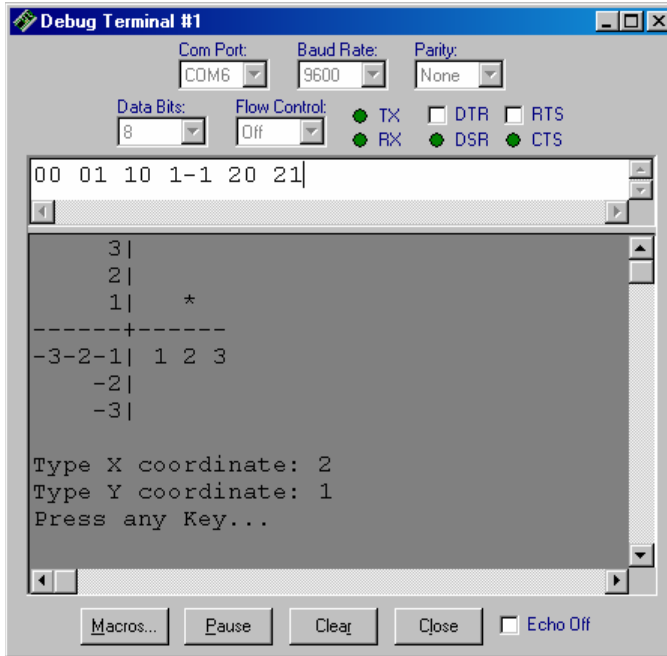 Debug Terminal #1
Com Port: Baud Rate: Parity:
COM6 9600 None
Data Bits: Flow Control: TX DTR RTS
8 Off RX DSR CTS
00 01 10 1-1 20 21
3|
2|
1|   *
------+------
-3-2-1| 1 2 3
-2|
-3|
Type X coordinate: 2
Type Y coordinate: 1
Press any Key...
Macros... Pause Clear Close Echo Off